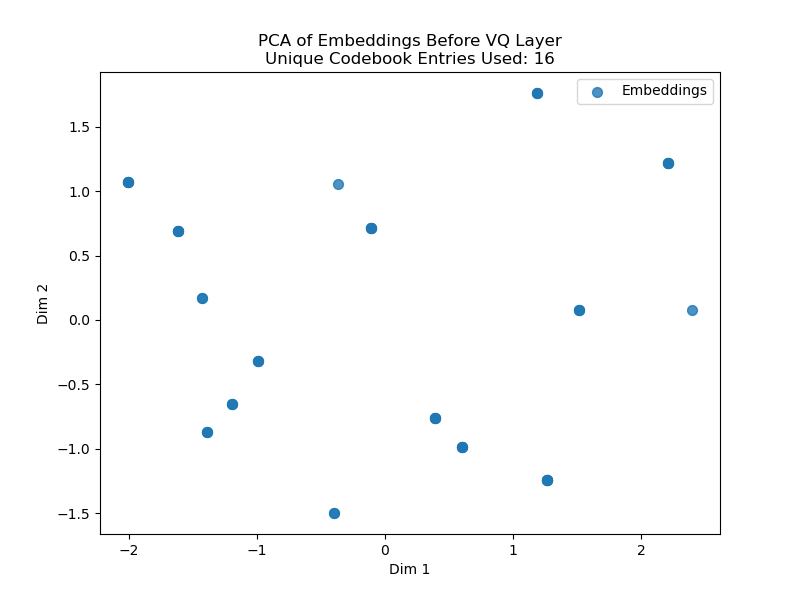 PCA of Embeddings Before VQ Layer
Unique Codebook Entries Used: 16
Embeddings
1.5
1.0
0.5
0.0
−0.5
−1.0
−1.5
Dim 2
−2
−1
0
1
2
Dim 1